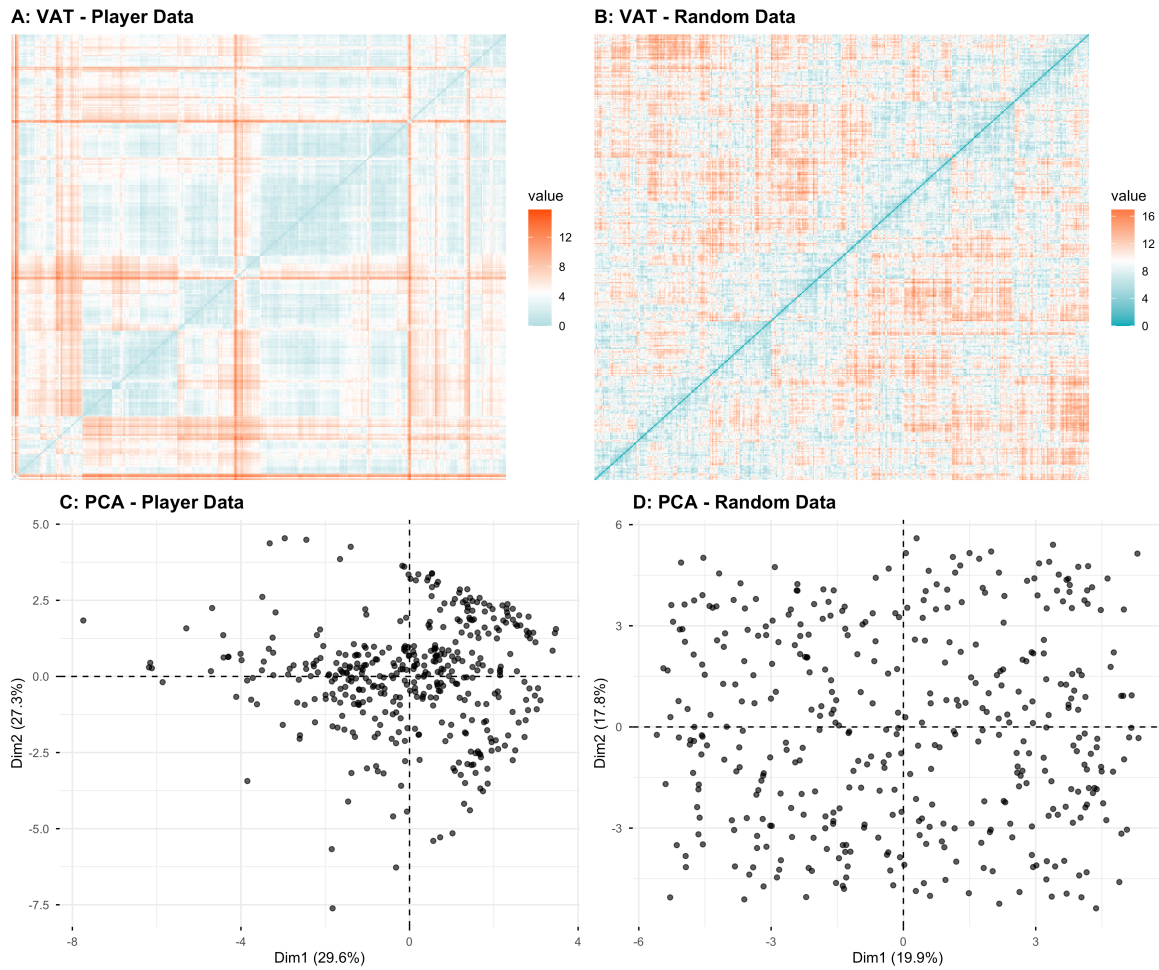 A: VAT - Player Data
B: VAT - Random Data
value
12
8
4
0
value
16
12
8
4
0
C: PCA - Player Data
D: PCA - Random Data
5.0
2.5
0.0
-2.5
-5.0
-7.5
Dim2 (27.3%)
-8
-4
0
4
Dim1 (29.6%)
6
3
0
-3
Dim2 (17.8%)
-6
-3
0
3
Dim1 (19.9%)